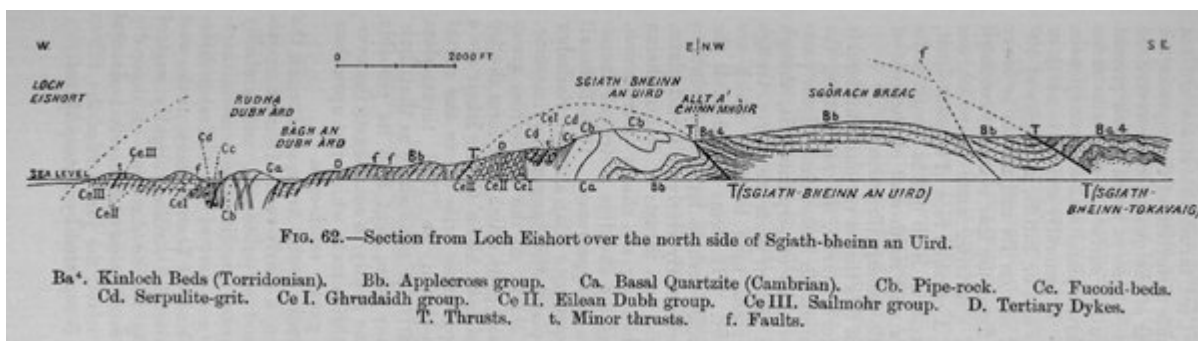 W. E N.W S E.
0 2000 FT
LOCH EISHORT
RUDHA DUBH ARD
BÀGH AN DUBH ARD
SGIATH-BHEINN AN UIRD
ALLT A' CHINN MHÒIR
SGÒRACH BREAC
f
Cd Cc Ca D f f Bb T D Cd CeI Cd Cc Cb Cb T Ba4 Bb Bb T Ba 4
Ce III t f t
SEA LEVEL
CeIII CeII CeI Cb CeIII CeII CeI Ca Bb
T(SGIATH-BHEINN AN UIRD)
T(SGIATH-BHEINN-TOKAVAIG)
FIG. 62.—Section from Loch Eishort over the north side of Sgiath-bheinn an Uird.
Ba⁴. Kinloch Beds (Torridonian). Bb. Applecross group. Ca. Basal Quartzite (Cambrian). Cb. Pipe-rock. Cc. Fucoid-beds.
Cd. Serpulite-grit. Ce I. Ghrudaidh group. Ce II. Eilean Dubh group. Ce III. Sailmohr group. D. Tertiary Dykes.
T. Thrusts. t. Minor thrusts. f. Faults.